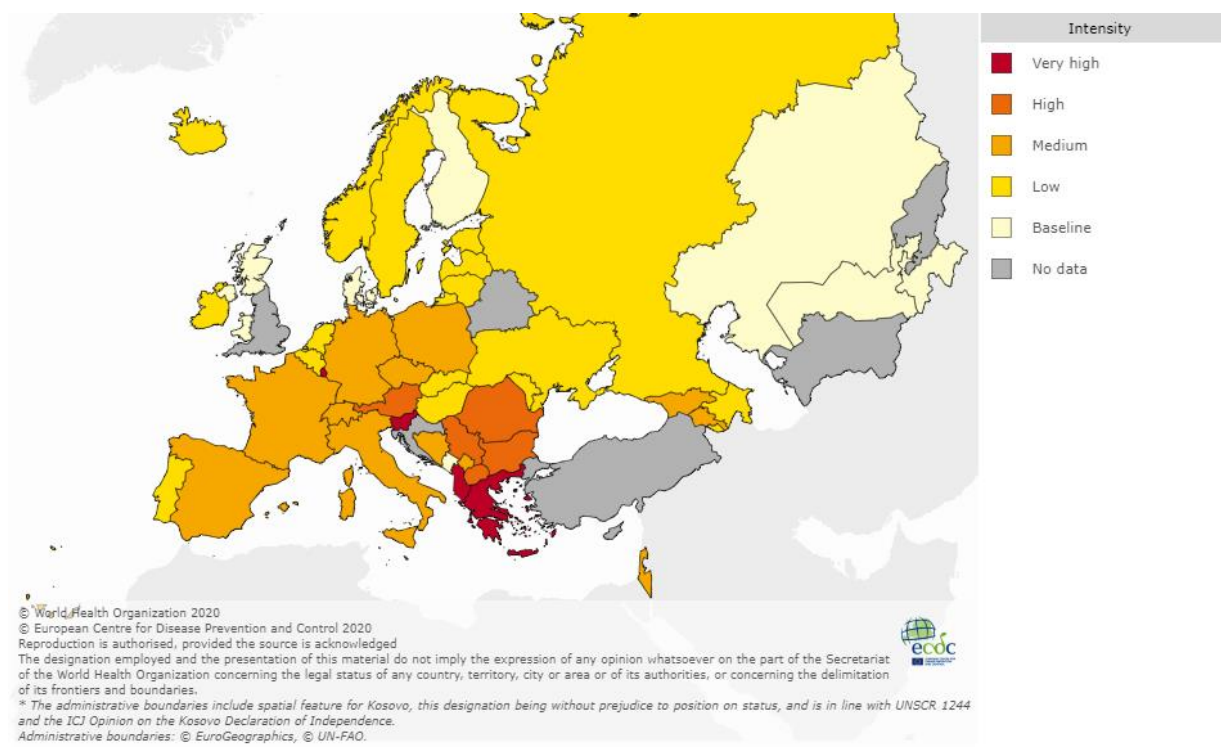 Intensity
Very high
High
Medium
Low
Baseline
No data
© World Health Organization 2020
© European Centre for Disease Prevention and Control 2020
Reproduction is authorised, provided the source is acknowledged
The designation employed and the presentation of this material do not imply the expression of any opinion whatsoever on the part of the Secretariat
of the World Health Organization concerning the legal status of any country, territory, city or area or of its authorities, or concerning the delimitation
of its frontiers and boundaries.
* The administrative boundaries include spatial feature for Kosovo, this designation being without prejudice to position on status, and is in line with UNSCR 1244
and the ICJ Opinion on the Kosovo Declaration of Independence.
Administrative boundaries: © EuroGeographics, © UN-FAO.
ecdc